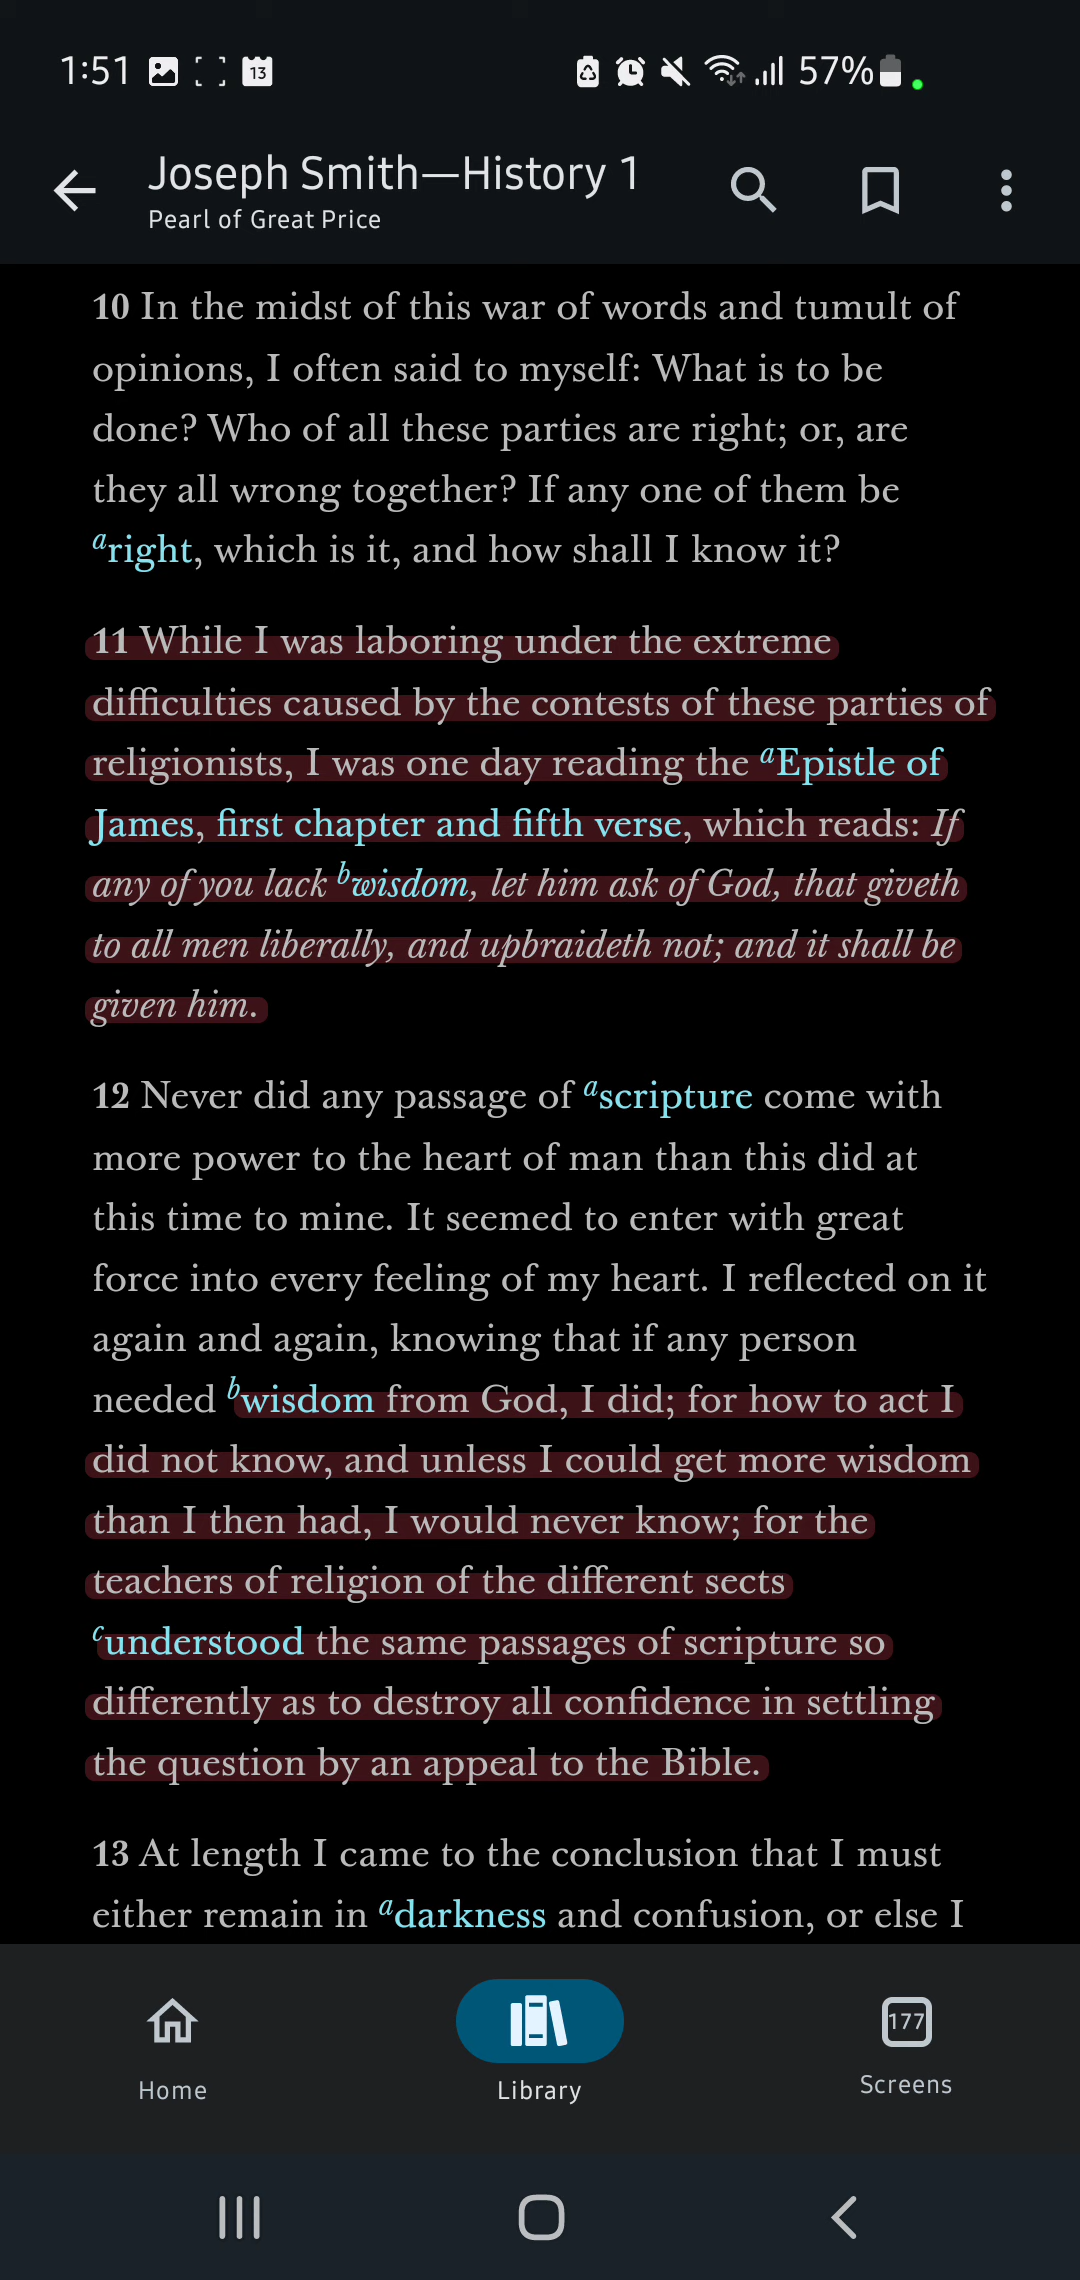 1:51
13
57%
Joseph Smith—History 1
Pearl of Great Price
10 In the midst of this war of words and tumult of
opinions, I often said to myself: What is to be
done? Who of all these parties are right; or, are
they all wrong together? If any one of them be
aright, which is it, and how shall I know it?
11 While I was laboring under the extreme
difficulties caused by the contests of these parties of
religionists, I was one day reading the aEpistle of
James, first chapter and fifth verse, which reads: If
any of you lack bwisdom, let him ask of God, that giveth
to all men liberally, and upbraideth not; and it shall be
given him.
12 Never did any passage of ascripture come with
more power to the heart of man than this did at
this time to mine. It seemed to enter with great
force into every feeling of my heart. I reflected on it
again and again, knowing that if any person
needed bwisdom from God, I did; for how to act I
did not know, and unless I could get more wisdom
than I then had, I would never know; for the
teachers of religion of the different sects
cunderstood the same passages of scripture so
differently as to destroy all confidence in settling
the question by an appeal to the Bible.
13 At length I came to the conclusion that I must
either remain in adarkness and confusion, or else I
177
Home
Library
Screens